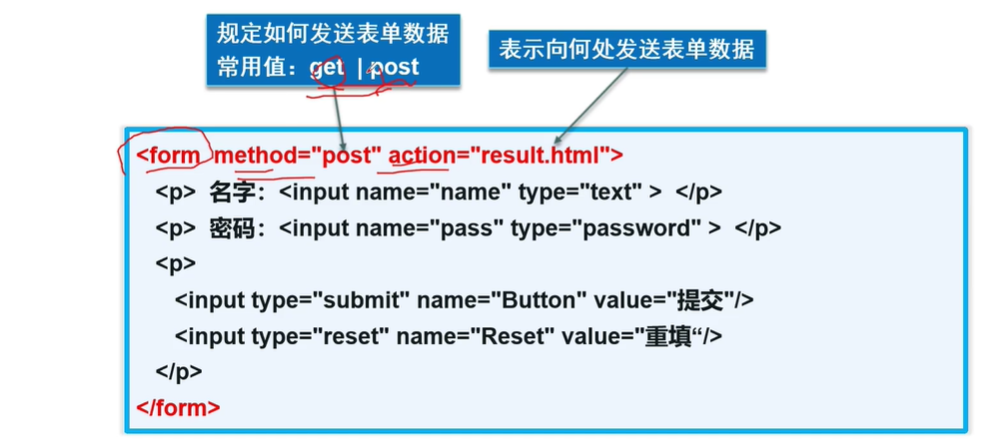 规定如何发送表单数据
常用值：get | post
表示向何处发送表单数据
<form method="post" action="result.html">
<p> 名字：<input name="name" type="text" > </p>
<p> 密码：<input name="pass" type="password" > </p>
<p>
<input type="submit" name="Button" value="提交"/>
<input type="reset" name="Reset" value="重填“/>
</p>
</form>